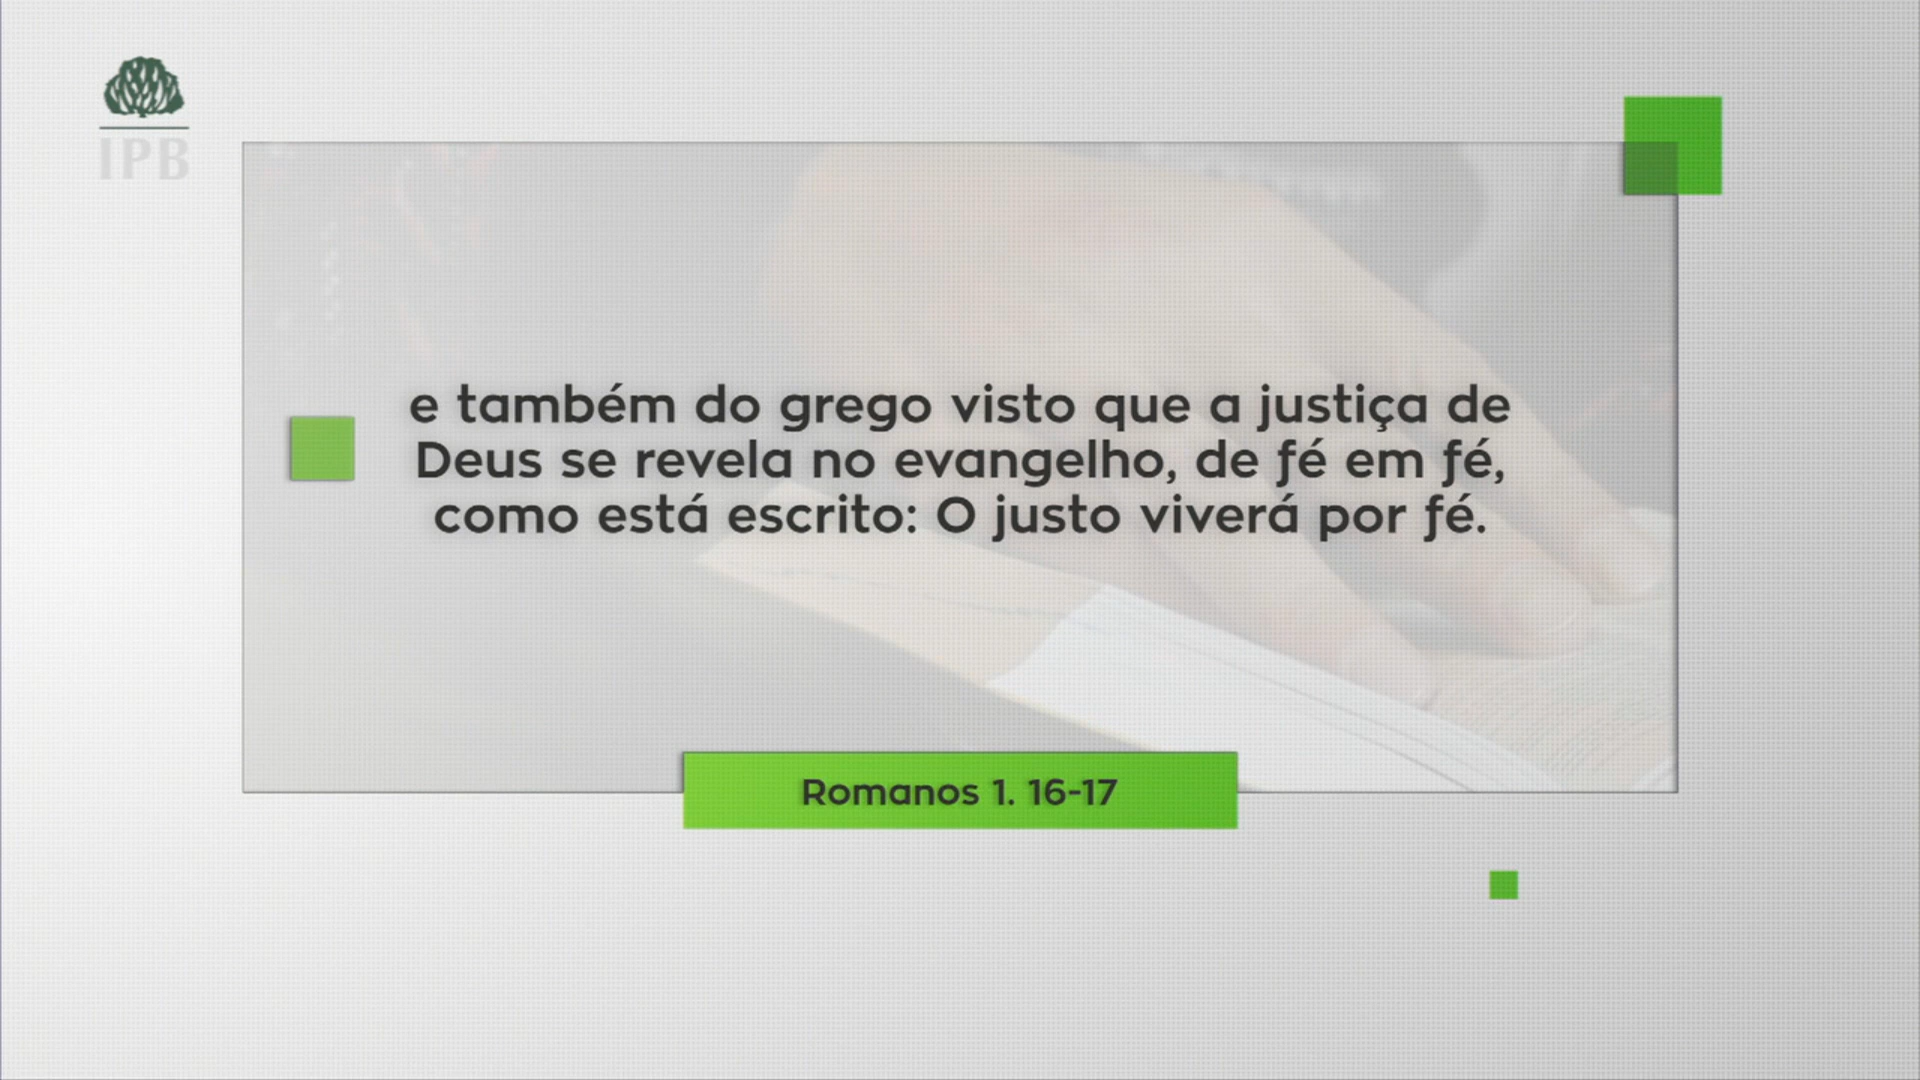 IPB
e também do grego visto que a justiça de
Deus se revela no evangelho, de fé em fé,
como está escrito: O justo viverá por fé.
Romanos 1. 16-17